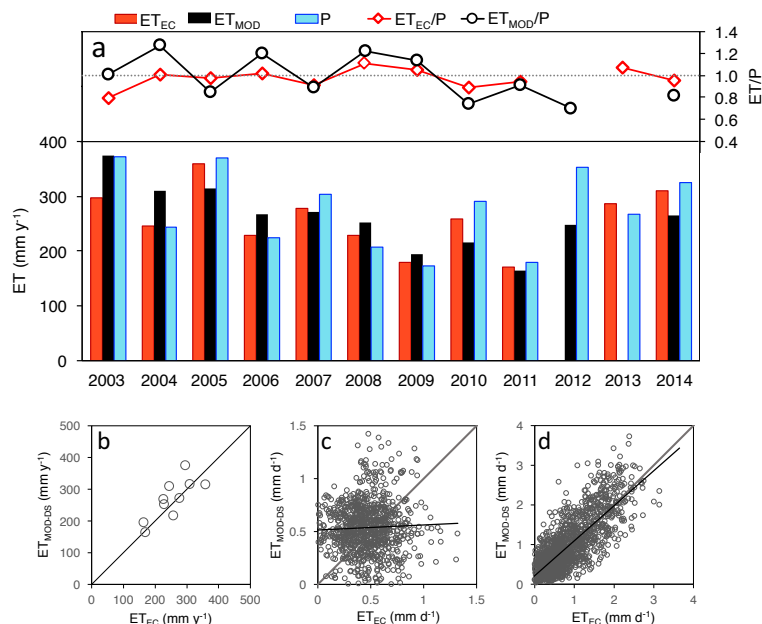 ET_EC ET_MOD P ET_EC/P ET_MOD/P
a
1.4
1.2
1.0
0.8
0.6
0.4
ET/P
400
300
200
100
0
ET (mm y⁻¹)
2003 2004 2005 2006 2007 2008 2009 2010 2011 2012 2013 2014
b
500
400
300
200
100
0
ET_MOD-DS (mm y⁻¹)
0 100 200 300 400 500
ET_EC (mm y⁻¹)
c
1.5
1
0.5
0
ET_MOD-DS (mm d⁻¹)
0 0.5 1 1.5
ET_EC (mm d⁻¹)
d
4
3
2
1
0
ET_MOD-DS (mm d⁻¹)
0 1 2 3 4
ET_EC (mm d⁻¹)